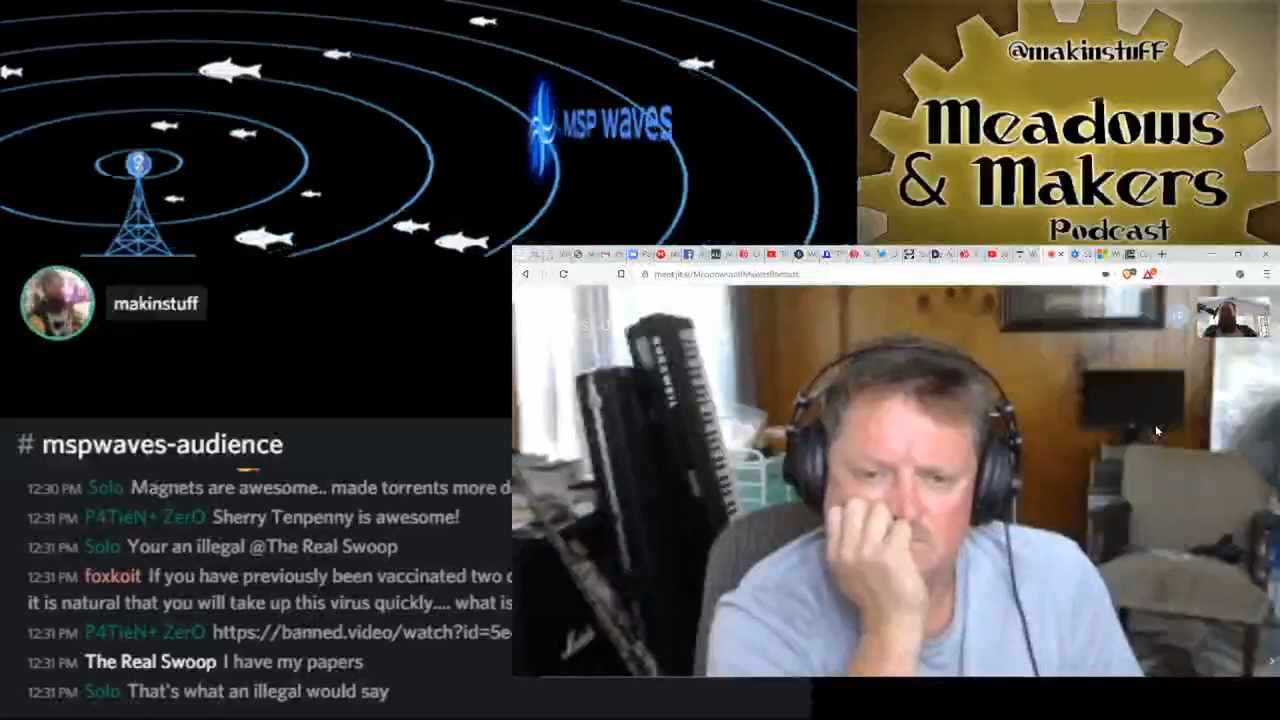 MSP waves
@makinstuff
Meadows
& Makers
Podcast
makinstuff
# mspwaves-audience
12:30 PM Solo Magnets are awesome.. made torrents more d
12:31 PM P4TieN+ ZerO Sherry Tenpenny is awesome!
12:31 PM Solo Your an illegal @The Real Swoop
12:31 PM foxkoit If you have previously been vaccinated two
it is natural that you will take up this virus quickly.... what is
12:31 PM P4TieN+ ZerO https://banned.video/watch?id=5e
12:31 PM The Real Swoop I have my papers
12:31 PM Solo That's what an illegal would say